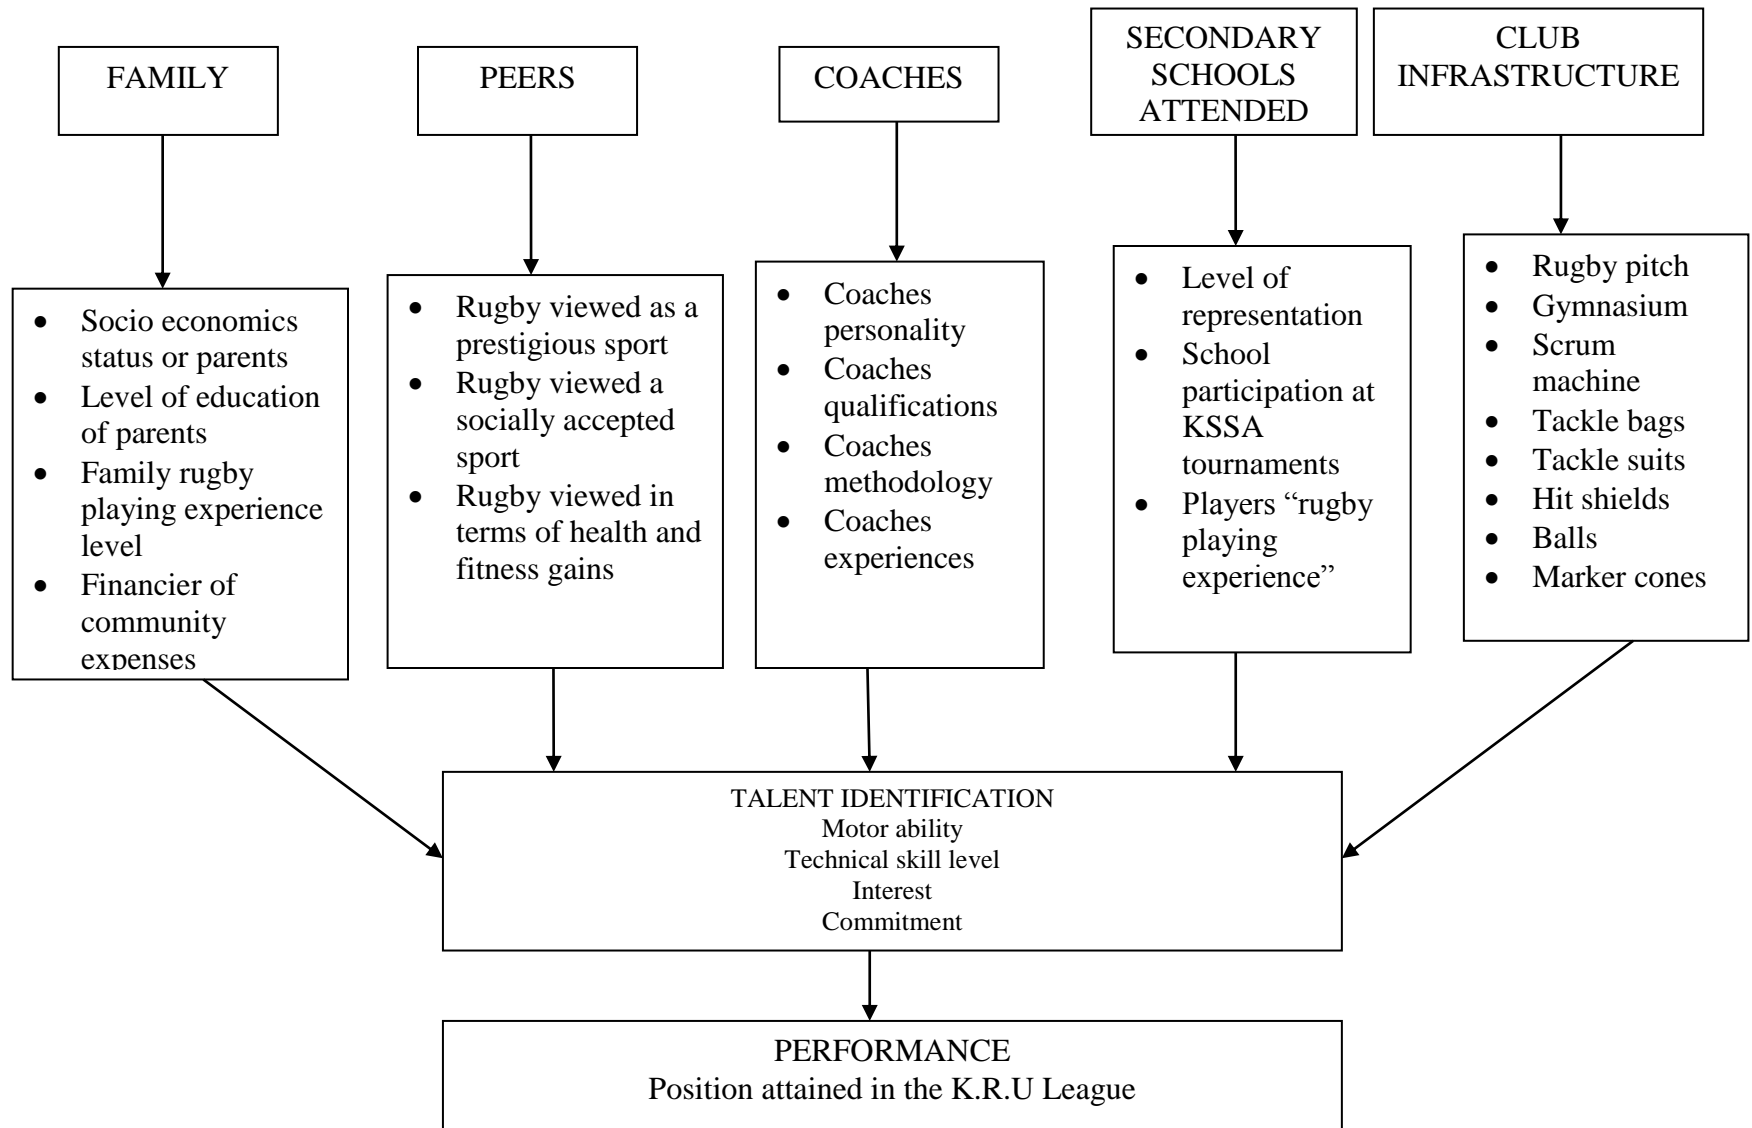 FAMILY
PEERS
COACHES
SECONDARY
SCHOOLS
ATTENDED
CLUB
INFRASTRUCTURE
• Socio economics
status or parents
• Level of education
of parents
• Family rugby
playing experience
level
• Financier of
community
expenses
• Rugby viewed as a
prestigious sport
• Rugby viewed a
socially accepted
sport
• Rugby viewed in
terms of health and
fitness gains
• Coaches
personality
• Coaches
qualifications
• Coaches
methodology
• Coaches
experiences
• Level of
representation
• School
participation at
KSSA
tournaments
• Players “rugby
playing
experience”
• Rugby pitch
• Gymnasium
• Scrum
machine
• Tackle bags
• Tackle suits
• Hit shields
• Balls
• Marker cones
TALENT IDENTIFICATION
Motor ability
Technical skill level
Interest
Commitment
PERFORMANCE
Position attained in the K.R.U League